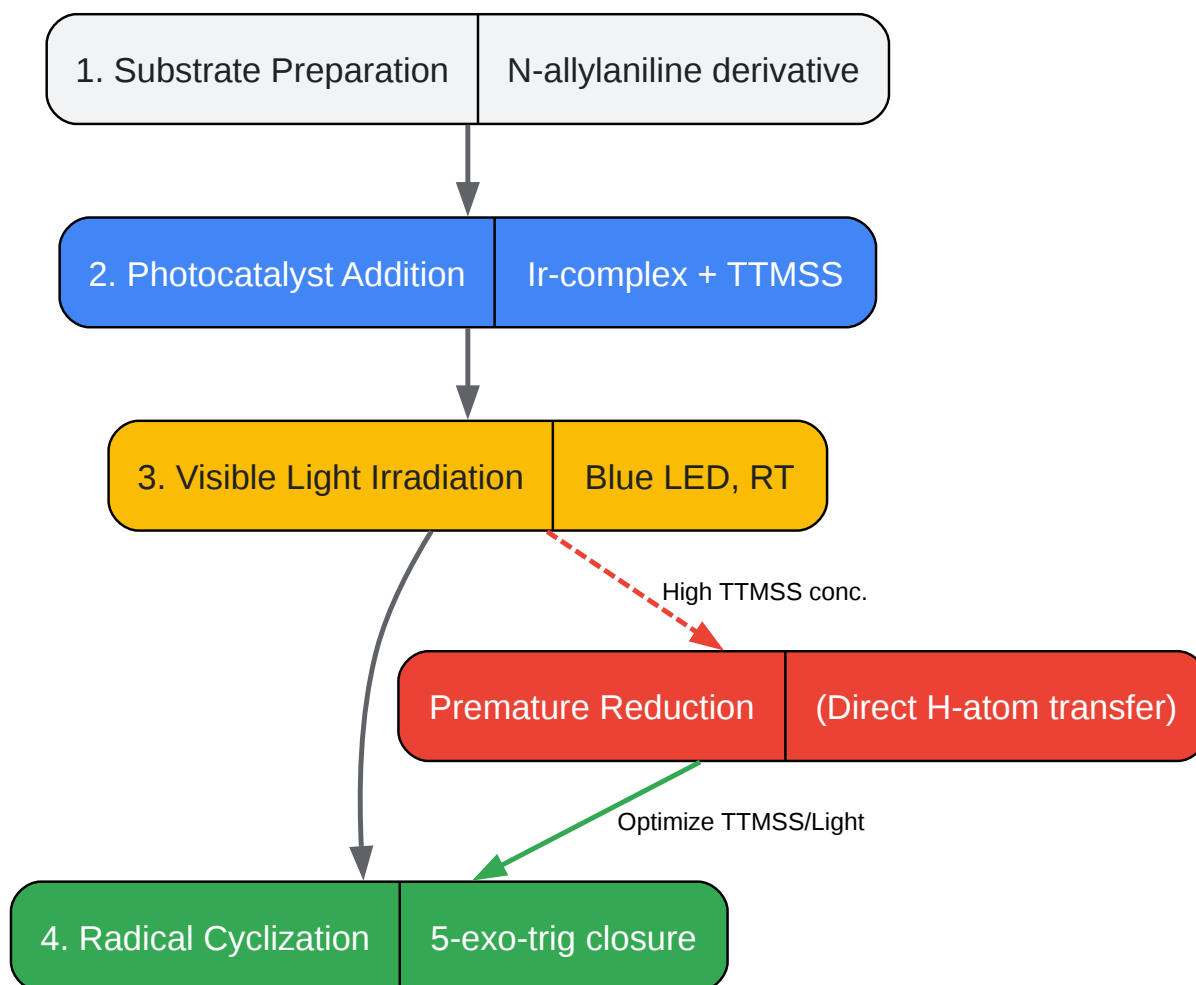 1. Substrate Preparation
N-allylaniline derivative
2. Photocatalyst Addition
Ir-complex + TTMSS
3. Visible Light Irradiation
Blue LED, RT
High TTMSS conc.
Premature Reduction
(Direct H-atom transfer)
Optimize TTMSS/Light
4. Radical Cyclization
5-exo-trig closure